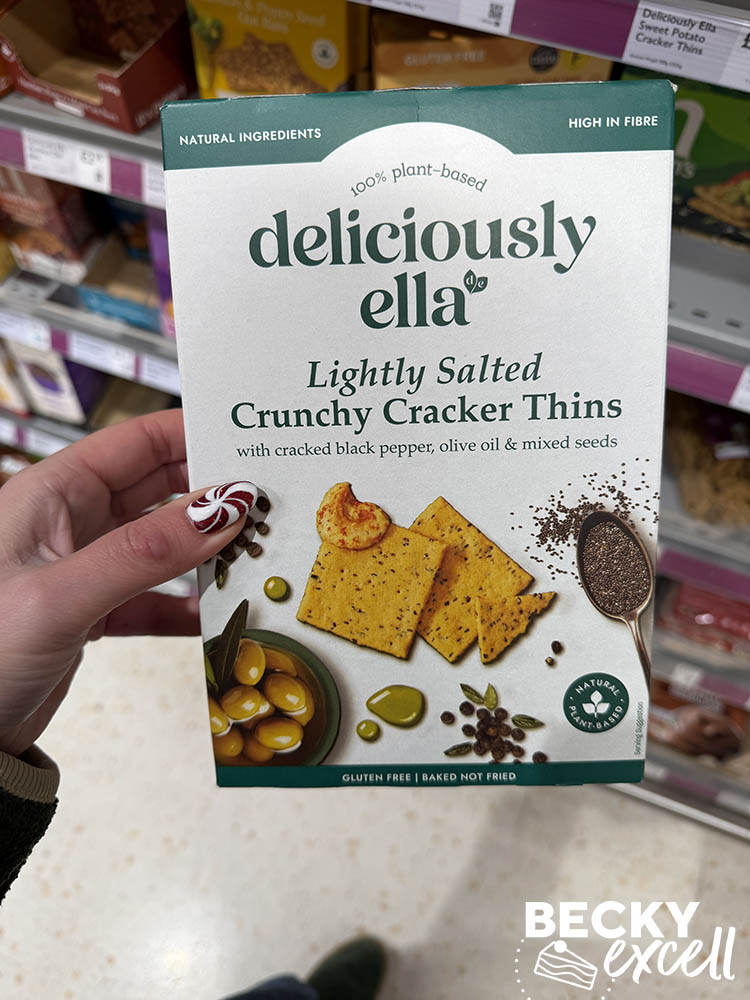 GLUTEN FREE
Deliciously Ella
Sweet Potato
Cracker Thins
NATURAL INGREDIENTS
HIGH IN FIBRE
100% plant-based
deliciously
ella
d/e
Lightly Salted
Crunchy Cracker Thins
with cracked black pepper, olive oil & mixed seeds
NATURAL
PLANT-BASED
Serving Suggestion
GLUTEN FREE | BAKED NOT FRIED
BECKY
excell